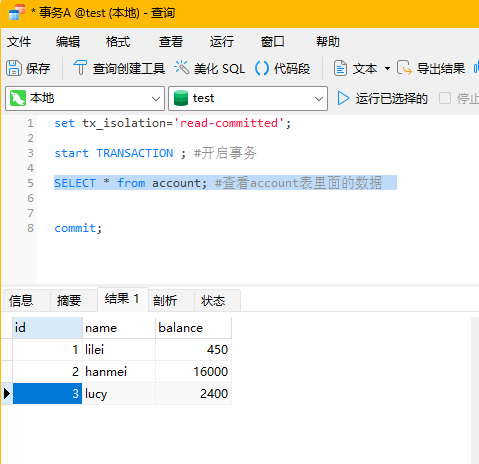 * 事务A @test (本地) - 查询
文件 编辑 格式 查看 运行 窗口 帮助
保存 查询创建工具 美化 SQL 代码段 文本 导出结果
本地 test 运行已选择的 停止
1 set tx_isolation='read-committed';
2
3 start TRANSACTION ; #开启事务
4
5 SELECT * from account; #查看account表里面的数据
6
7
8 commit;
信息 摘要 结果 1 剖析 状态
id name balance
1 lilei 450
2 hanmei 16000
3 lucy 2400